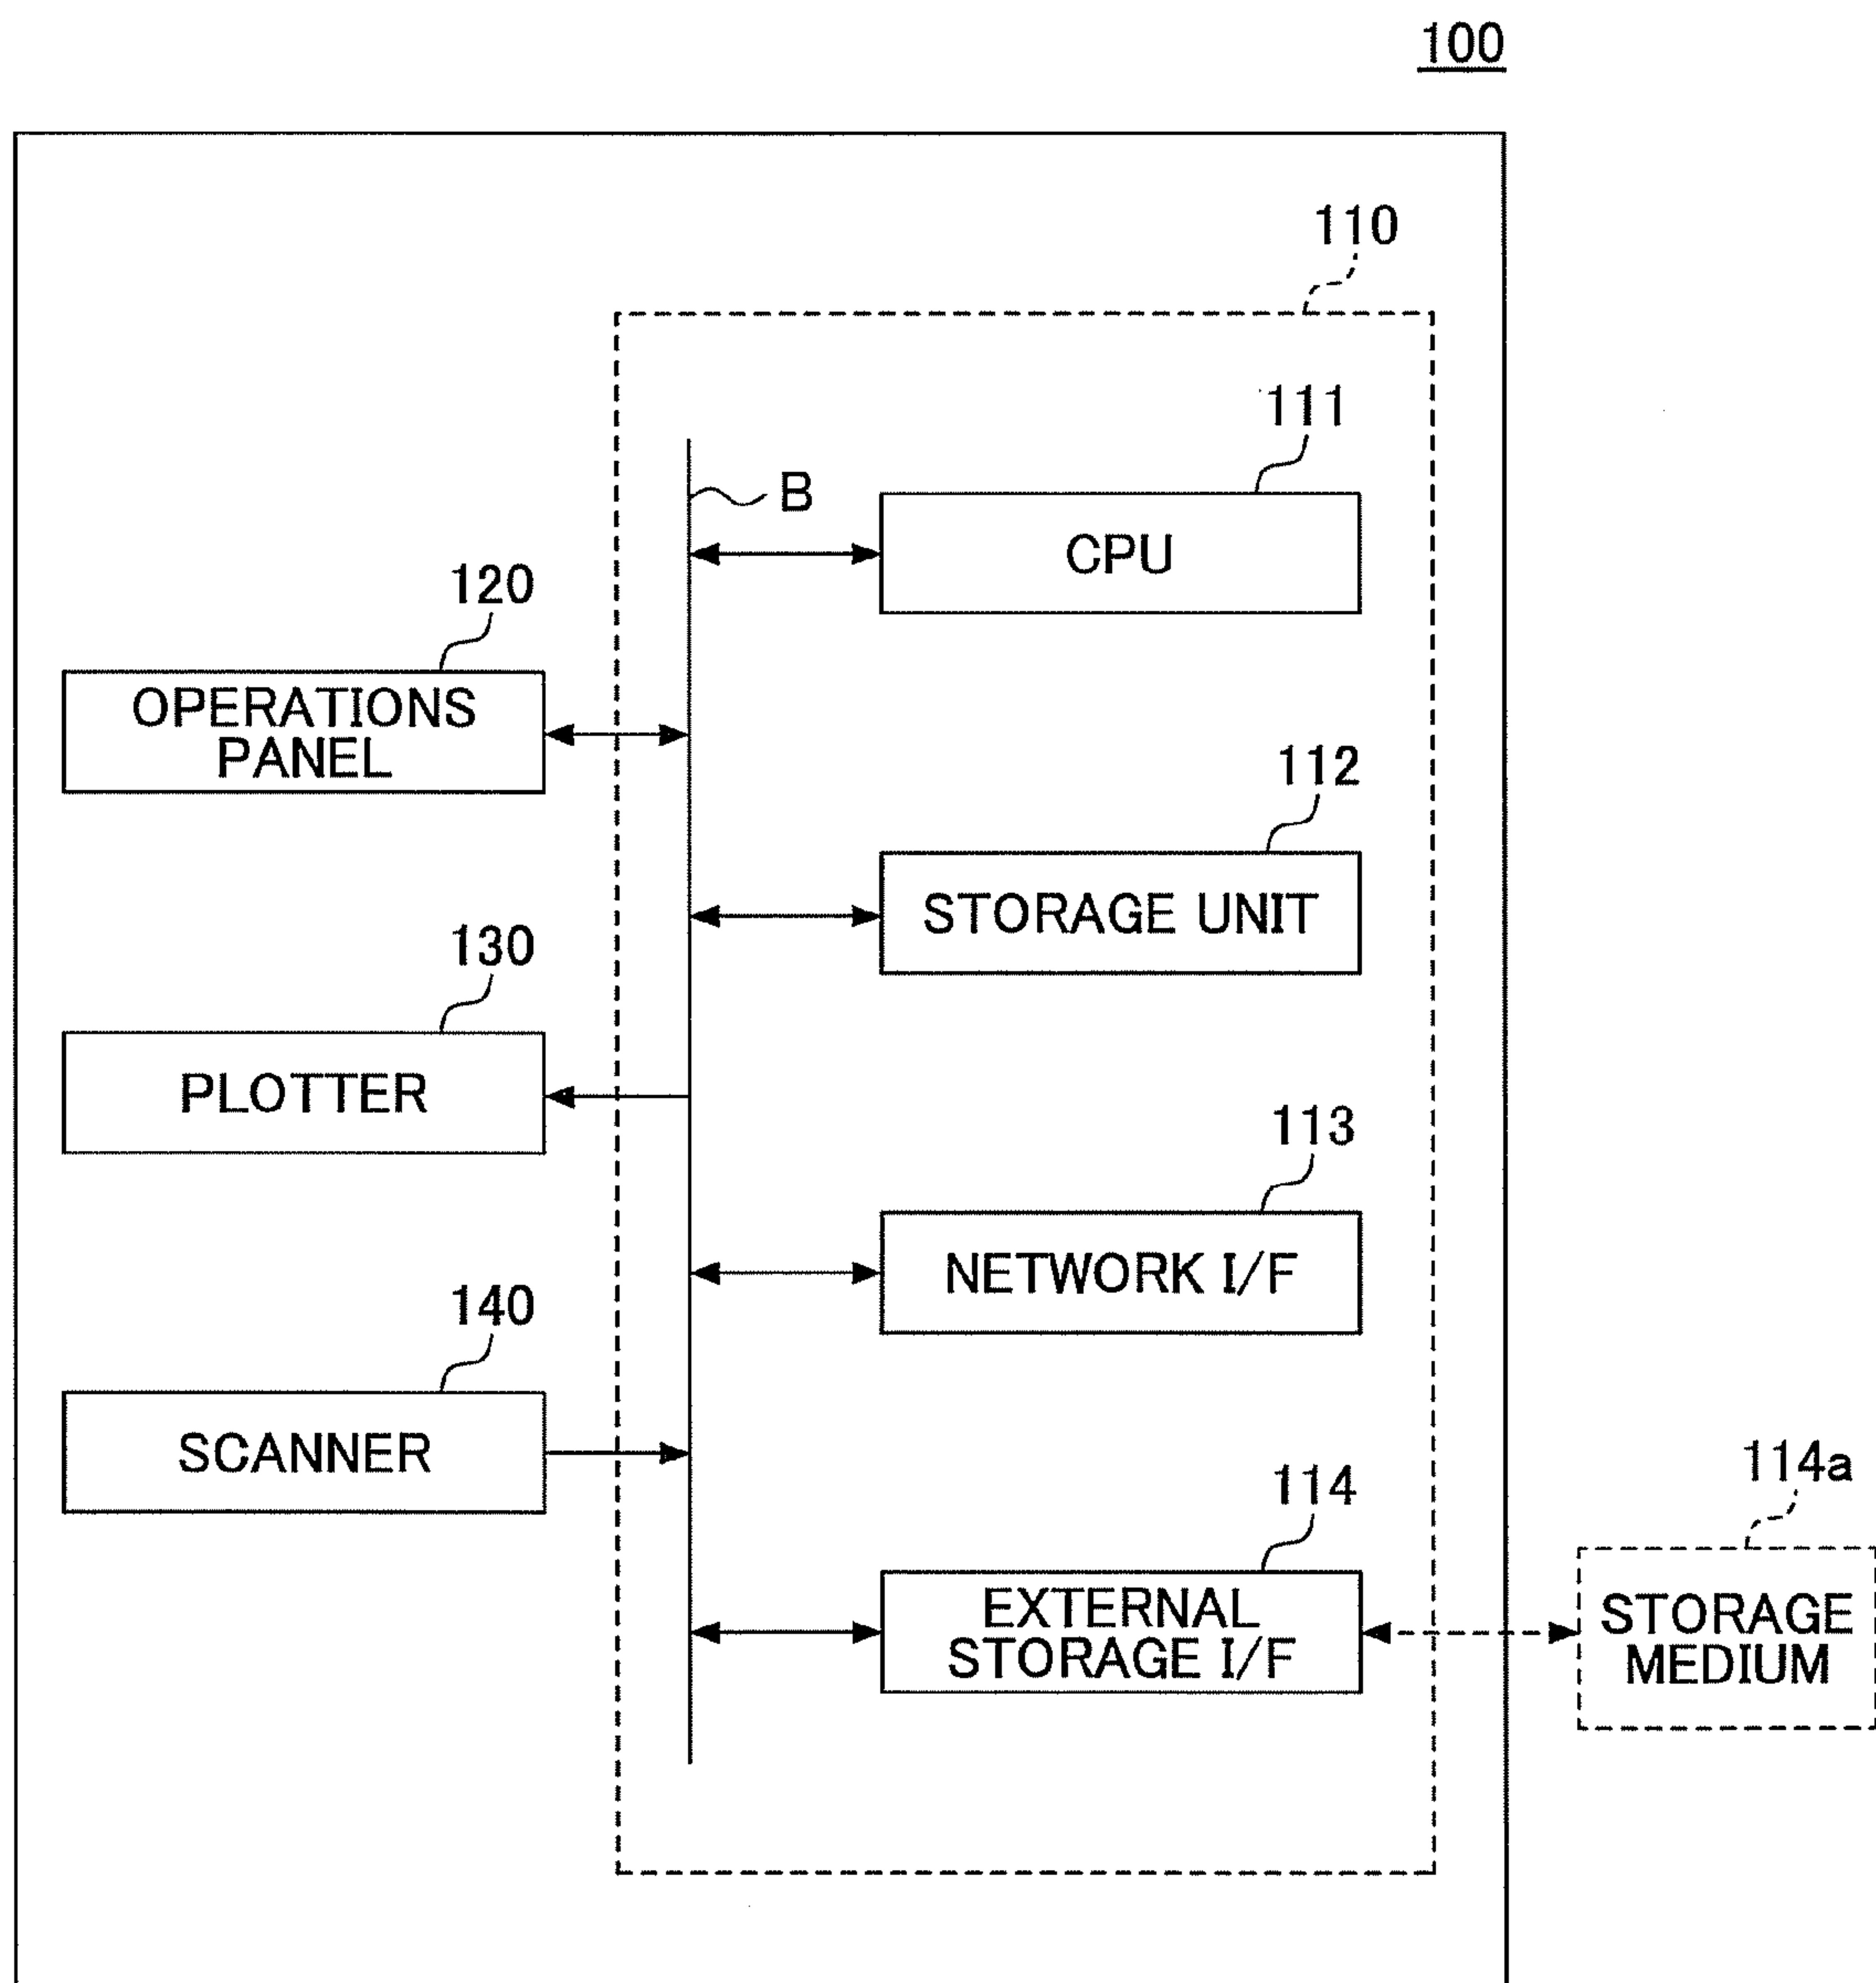 100
110
111
B
CPU
120
OPERATIONS
PANEL
112
STORAGE UNIT
130
PLOTTER
113
NETWORK I/F
140
SCANNER
114
EXTERNAL
STORAGE I/F
114a
STORAGE
MEDIUM